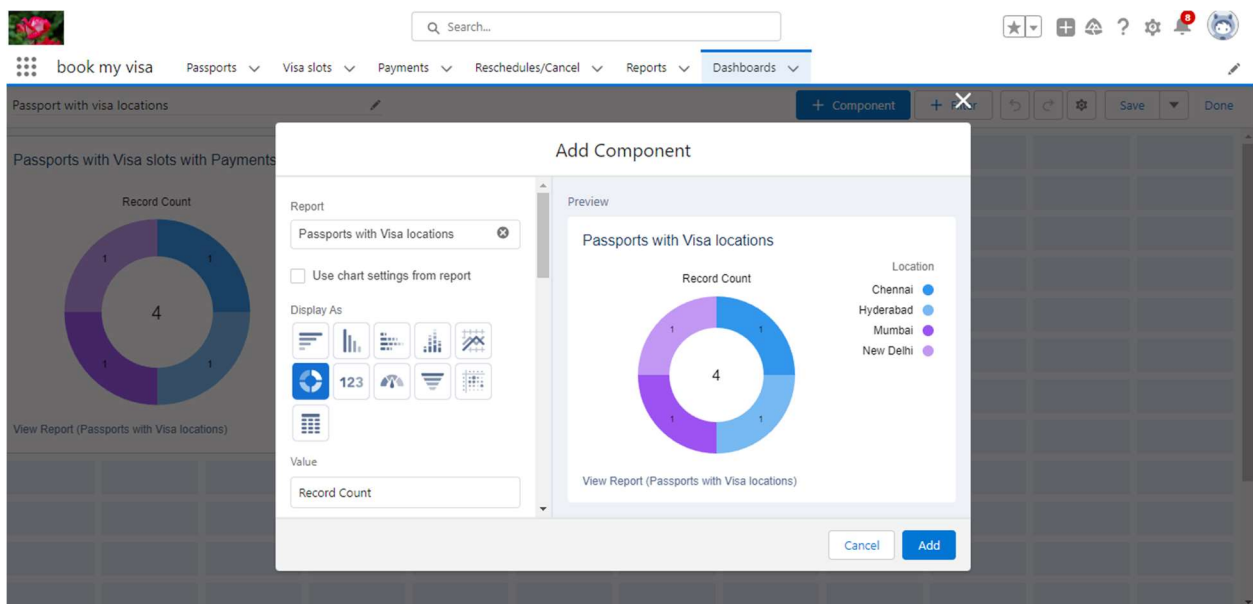 Search...
8
book my visa Passports Visa slots Payments Reschedules/Cancel Reports Dashboards
Passport with visa locations + Component + Save Done
Add Component
Passports with Visa slots with Payments
Record Count
1 1
4
1 1
View Report (Passports with Visa locations)
Report
Passports with Visa locations
Use chart settings from report
Display As
123
Value
Record Count
Preview
Passports with Visa locations
Record Count
1 1
4
1 1
Location
Chennai
Hyderabad
Mumbai
New Delhi
View Report (Passports with Visa locations)
Cancel Add